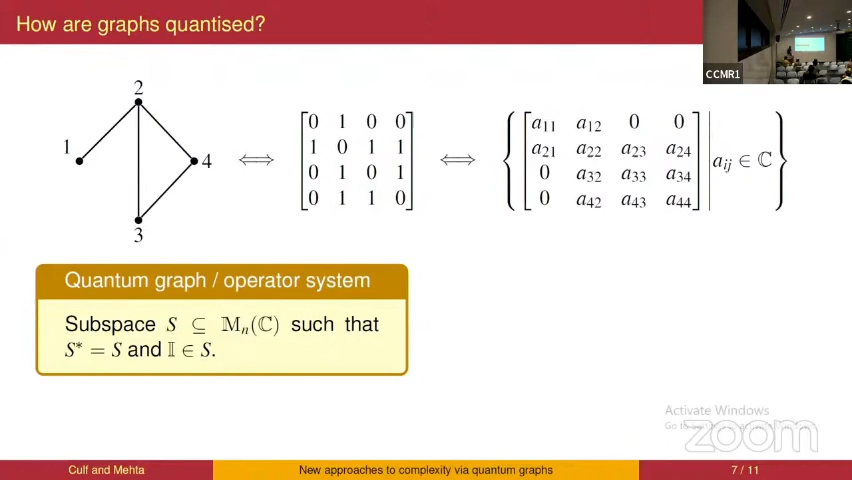 How are graphs quantised?
CCMR1
2
1
4
3
⟺
[0 1 0 0
1 0 1 1
0 1 0 1
0 1 1 0]
⟺
{[a₁₁ a₁₂ 0 0
a₂₁ a₂₂ a₂₃ a₂₄
0 a₃₂ a₃₃ a₃₄
0 a₄₂ a₄₃ a₄₄] | aᵢⱼ ∈ ℂ}
Quantum graph / operator system
Subspace S ⊆ 𝕄ₙ(ℂ) such that
S* = S and 𝕀 ∈ S.
Activate Windows
zoom
Culf and Mehta
New approaches to complexity via quantum graphs
7 / 11